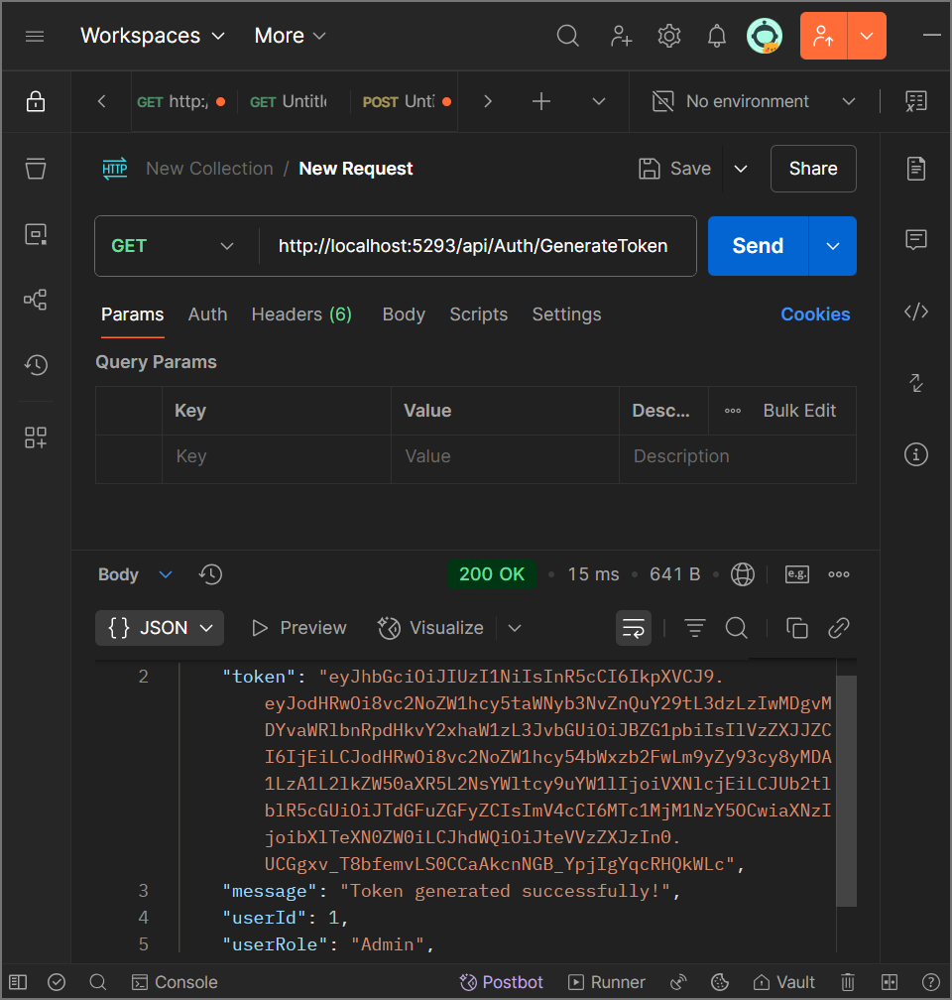 Workspaces More
GET http:/ GET Untitle POST Unti No environment
HTTP New Collection / New Request Save Share
GET http://localhost:5293/api/Auth/GenerateToken Send
Params Auth Headers (6) Body Scripts Settings Cookies
Query Params
Key Value Desc... Bulk Edit
Key Value Description
Body 200 OK 15 ms 641 B e.g.
{} JSON Preview Visualize
2 "token": "eyJhbGciOiJIUzI1NiIsInR5cCI6IkpXVCJ9.
eyJodHRwOi8vc2NoZW1hcy5taWNyb3NvZnQuY29tL3dzLzIwMDgvM
DYvaWRlbnRpdHkvY2xhaW1zL3JvbGUiOiJBZG1pbiIsIlVzZXJJZC
I6IjEiLCJodHRwOi8vc2NoZW1hcy54bWxzb2FwLm9yZy93cy8yMDA
1LzA1L2lkZW50aXR5L2NsYWltcy9uYW1lIjoiVXNlcjEiLCJUb2tl
blR5cGUiOiJTdGFuZGFyZCIsImV4cCI6MTc1MjM1NzY5OCwiaXNzI
joibXlTeXN0ZW0iLCJhdWQiOiJteVVzZXJzIn0.
UCGgxv_T8bfemvLS0CCaAkcnNGB_YpjIgYqcRHQkWLc",
3 "message": "Token generated successfully!",
4 "userId": 1,
5 "userRole": "Admin",
Console Postbot Runner Vault